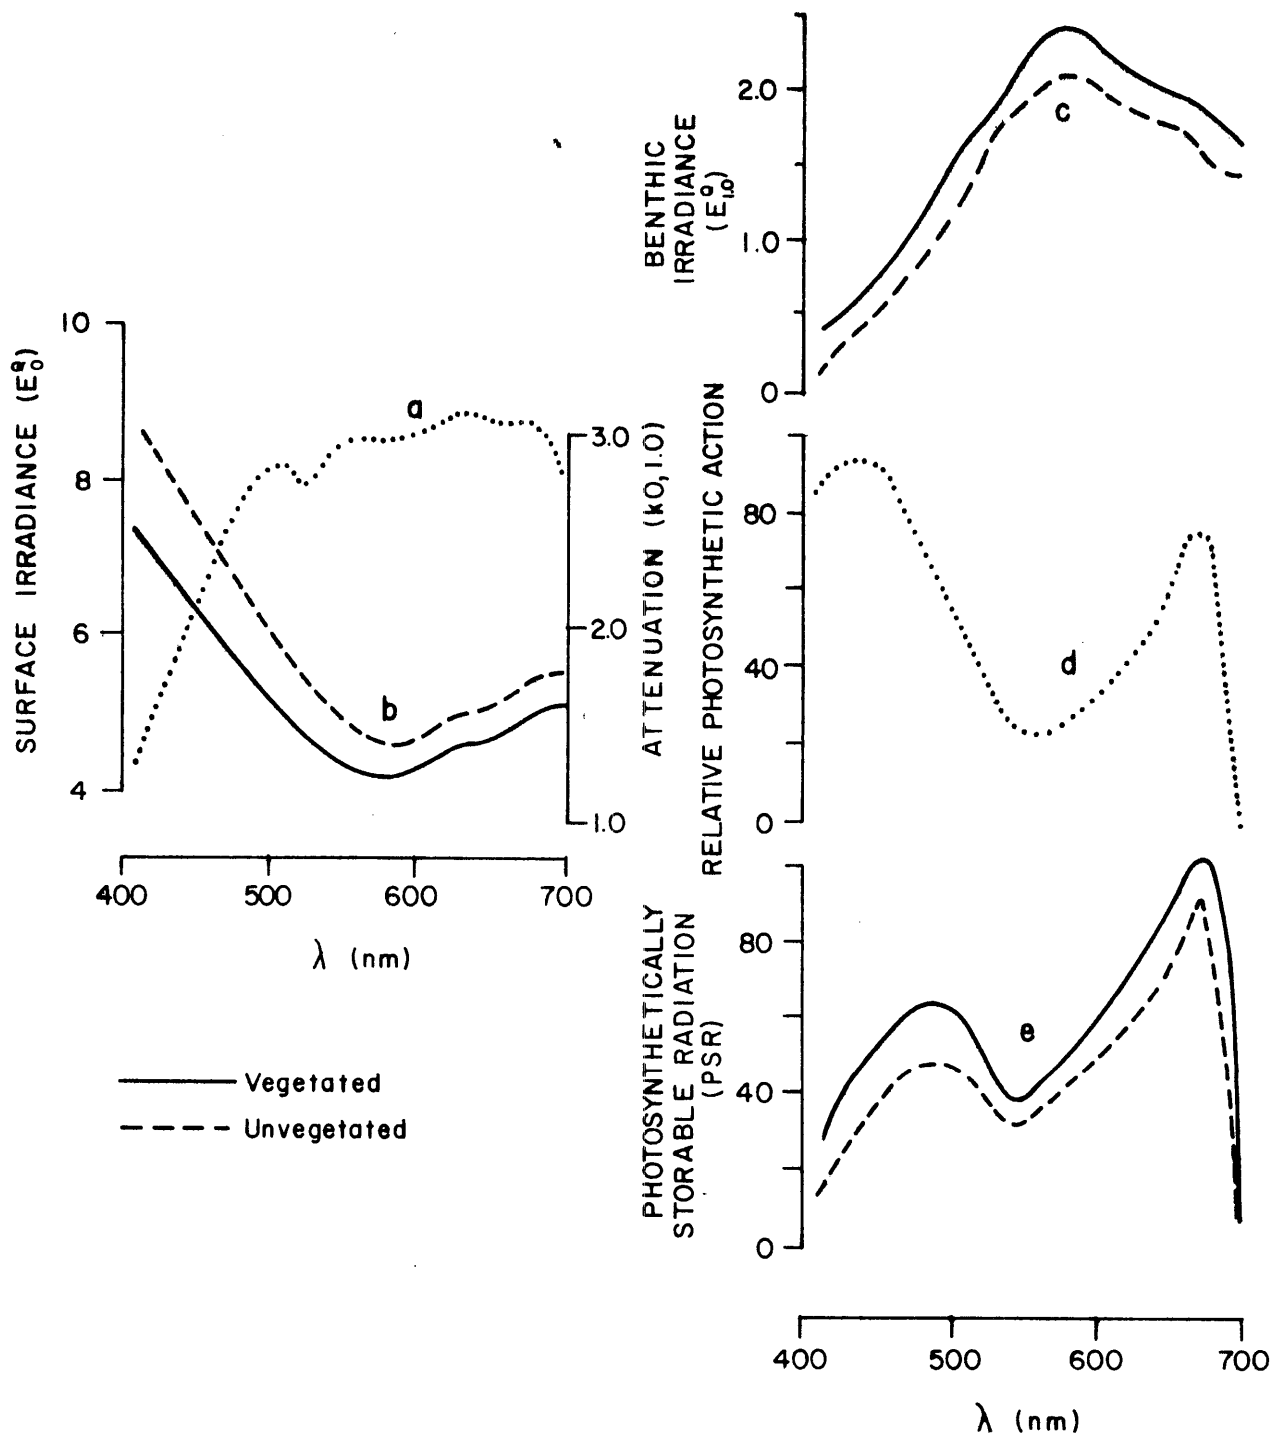 SURFACE IRRADIANCE (E₀^q)
10
8
6
4
a
b
3.0
2.0
1.0
ATTENUATION (k0,1.0)
400 500 600 700
λ (nm)
Vegetated
Unvegetated
BENTHIC
IRRADIANCE
(E^q_1.0)
2.0
1.0
0
c
RELATIVE PHOTOSYNTHETIC ACTION
80
40
0
d
PHOTOSYNTHETICALLY
STORABLE RADIATION
(PSR)
80
40
0
e
400 500 600 700
λ (nm)